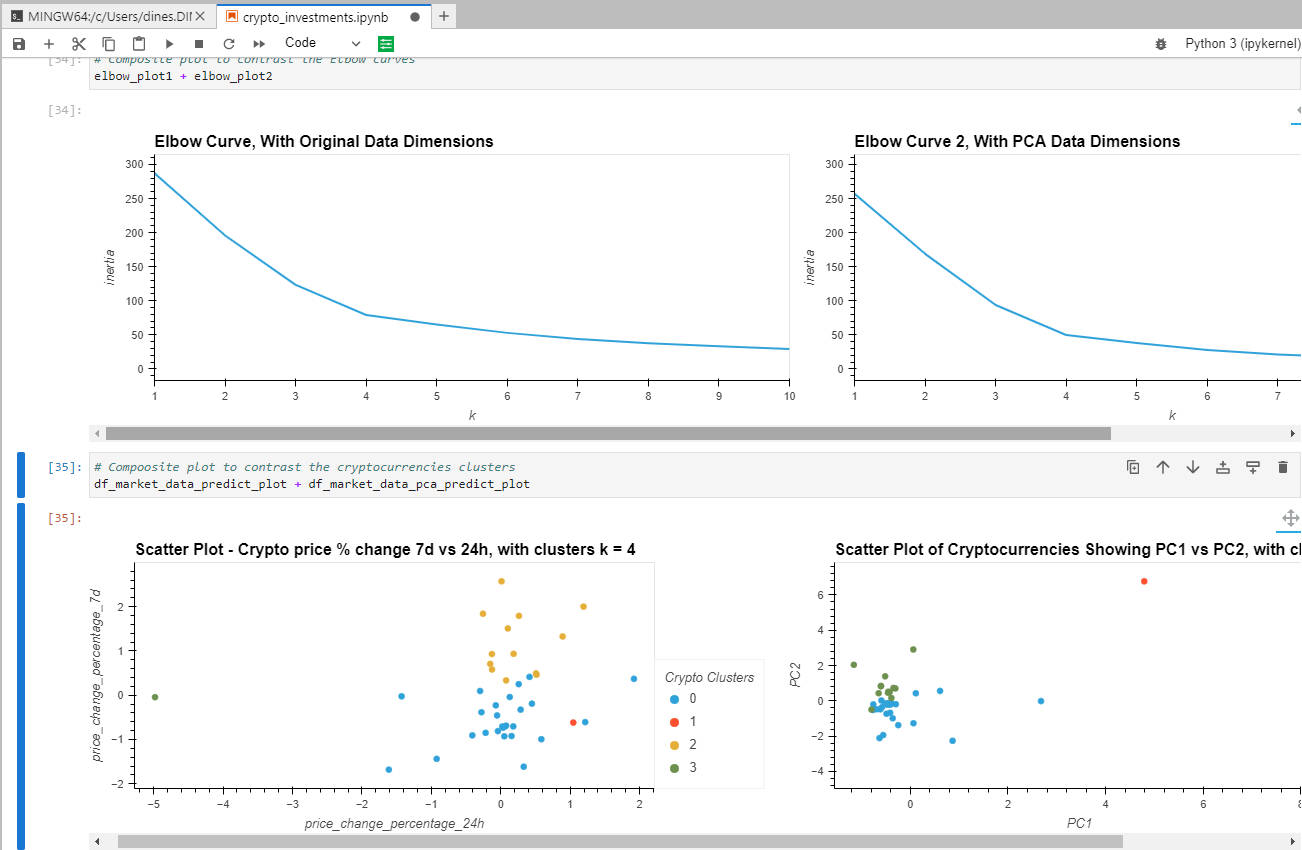 MINGW64:/c/Users/dines.DIN
crypto_investments.ipynb
Code
Python 3 (ipykernel)
[34]:
# Composite plot to contrast the Elbow curves
elbow_plot1 + elbow_plot2
[34]:
Elbow Curve, With Original Data Dimensions
300
250
200
150
100
50
0
inertia
1 2 3 4 5 6 7 8 9 10
k
Elbow Curve 2, With PCA Data Dimensions
300
250
200
150
100
50
0
inertia
1 2 3 4 5 6 7
k
[35]:
# Compoosite plot to contrast the cryptocurrencies clusters
df_market_data_predict_plot + df_market_data_pca_predict_plot
[35]:
Scatter Plot - Crypto price % change 7d vs 24h, with clusters k = 4
2
1
0
−1
−2
price_change_percentage_7d
−5 −4 −3 −2 −1 0 1 2
price_change_percentage_24h
Crypto Clusters
0
1
2
3
Scatter Plot of Cryptocurrencies Showing PC1 vs PC2, with cl
6
4
2
0
−2
−4
PC2
0 2 4 6 8
PC1